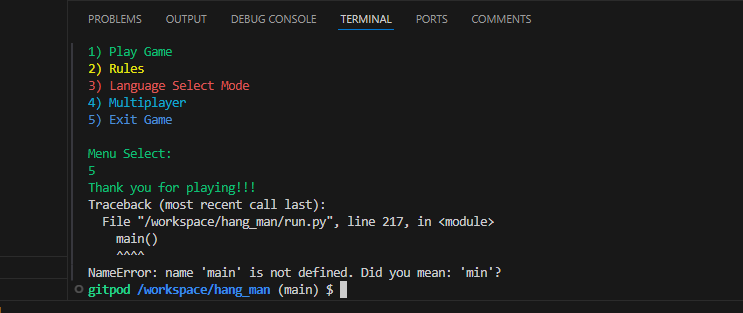 PROBLEMS OUTPUT DEBUG CONSOLE TERMINAL PORTS COMMENTS
1) Play Game
2) Rules
3) Language Select Mode
4) Multiplayer
5) Exit Game
Menu Select:
5
Thank you for playing!!!
Traceback (most recent call last):
  File "/workspace/hang_man/run.py", line 217, in <module>
    main()
    ^^^^
NameError: name 'main' is not defined. Did you mean: 'min'?
gitpod /workspace/hang_man (main) $